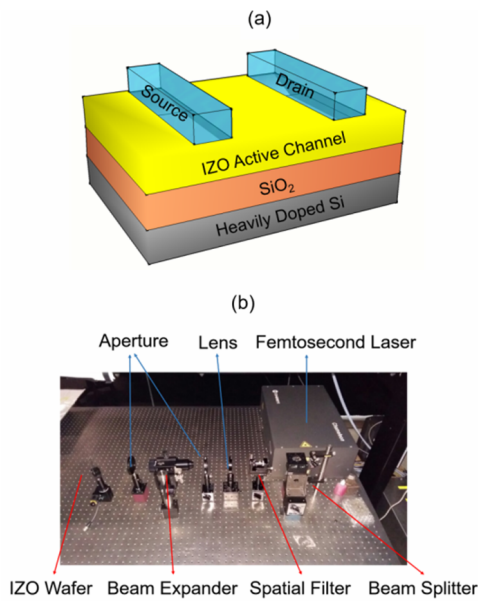 (a)
Source
Drain
IZO Active Channel
SiO₂
Heavily Doped Si
(b)
Aperture Lens Femtosecond Laser
IZO Wafer Beam Expander Spatial Filter Beam Splitter